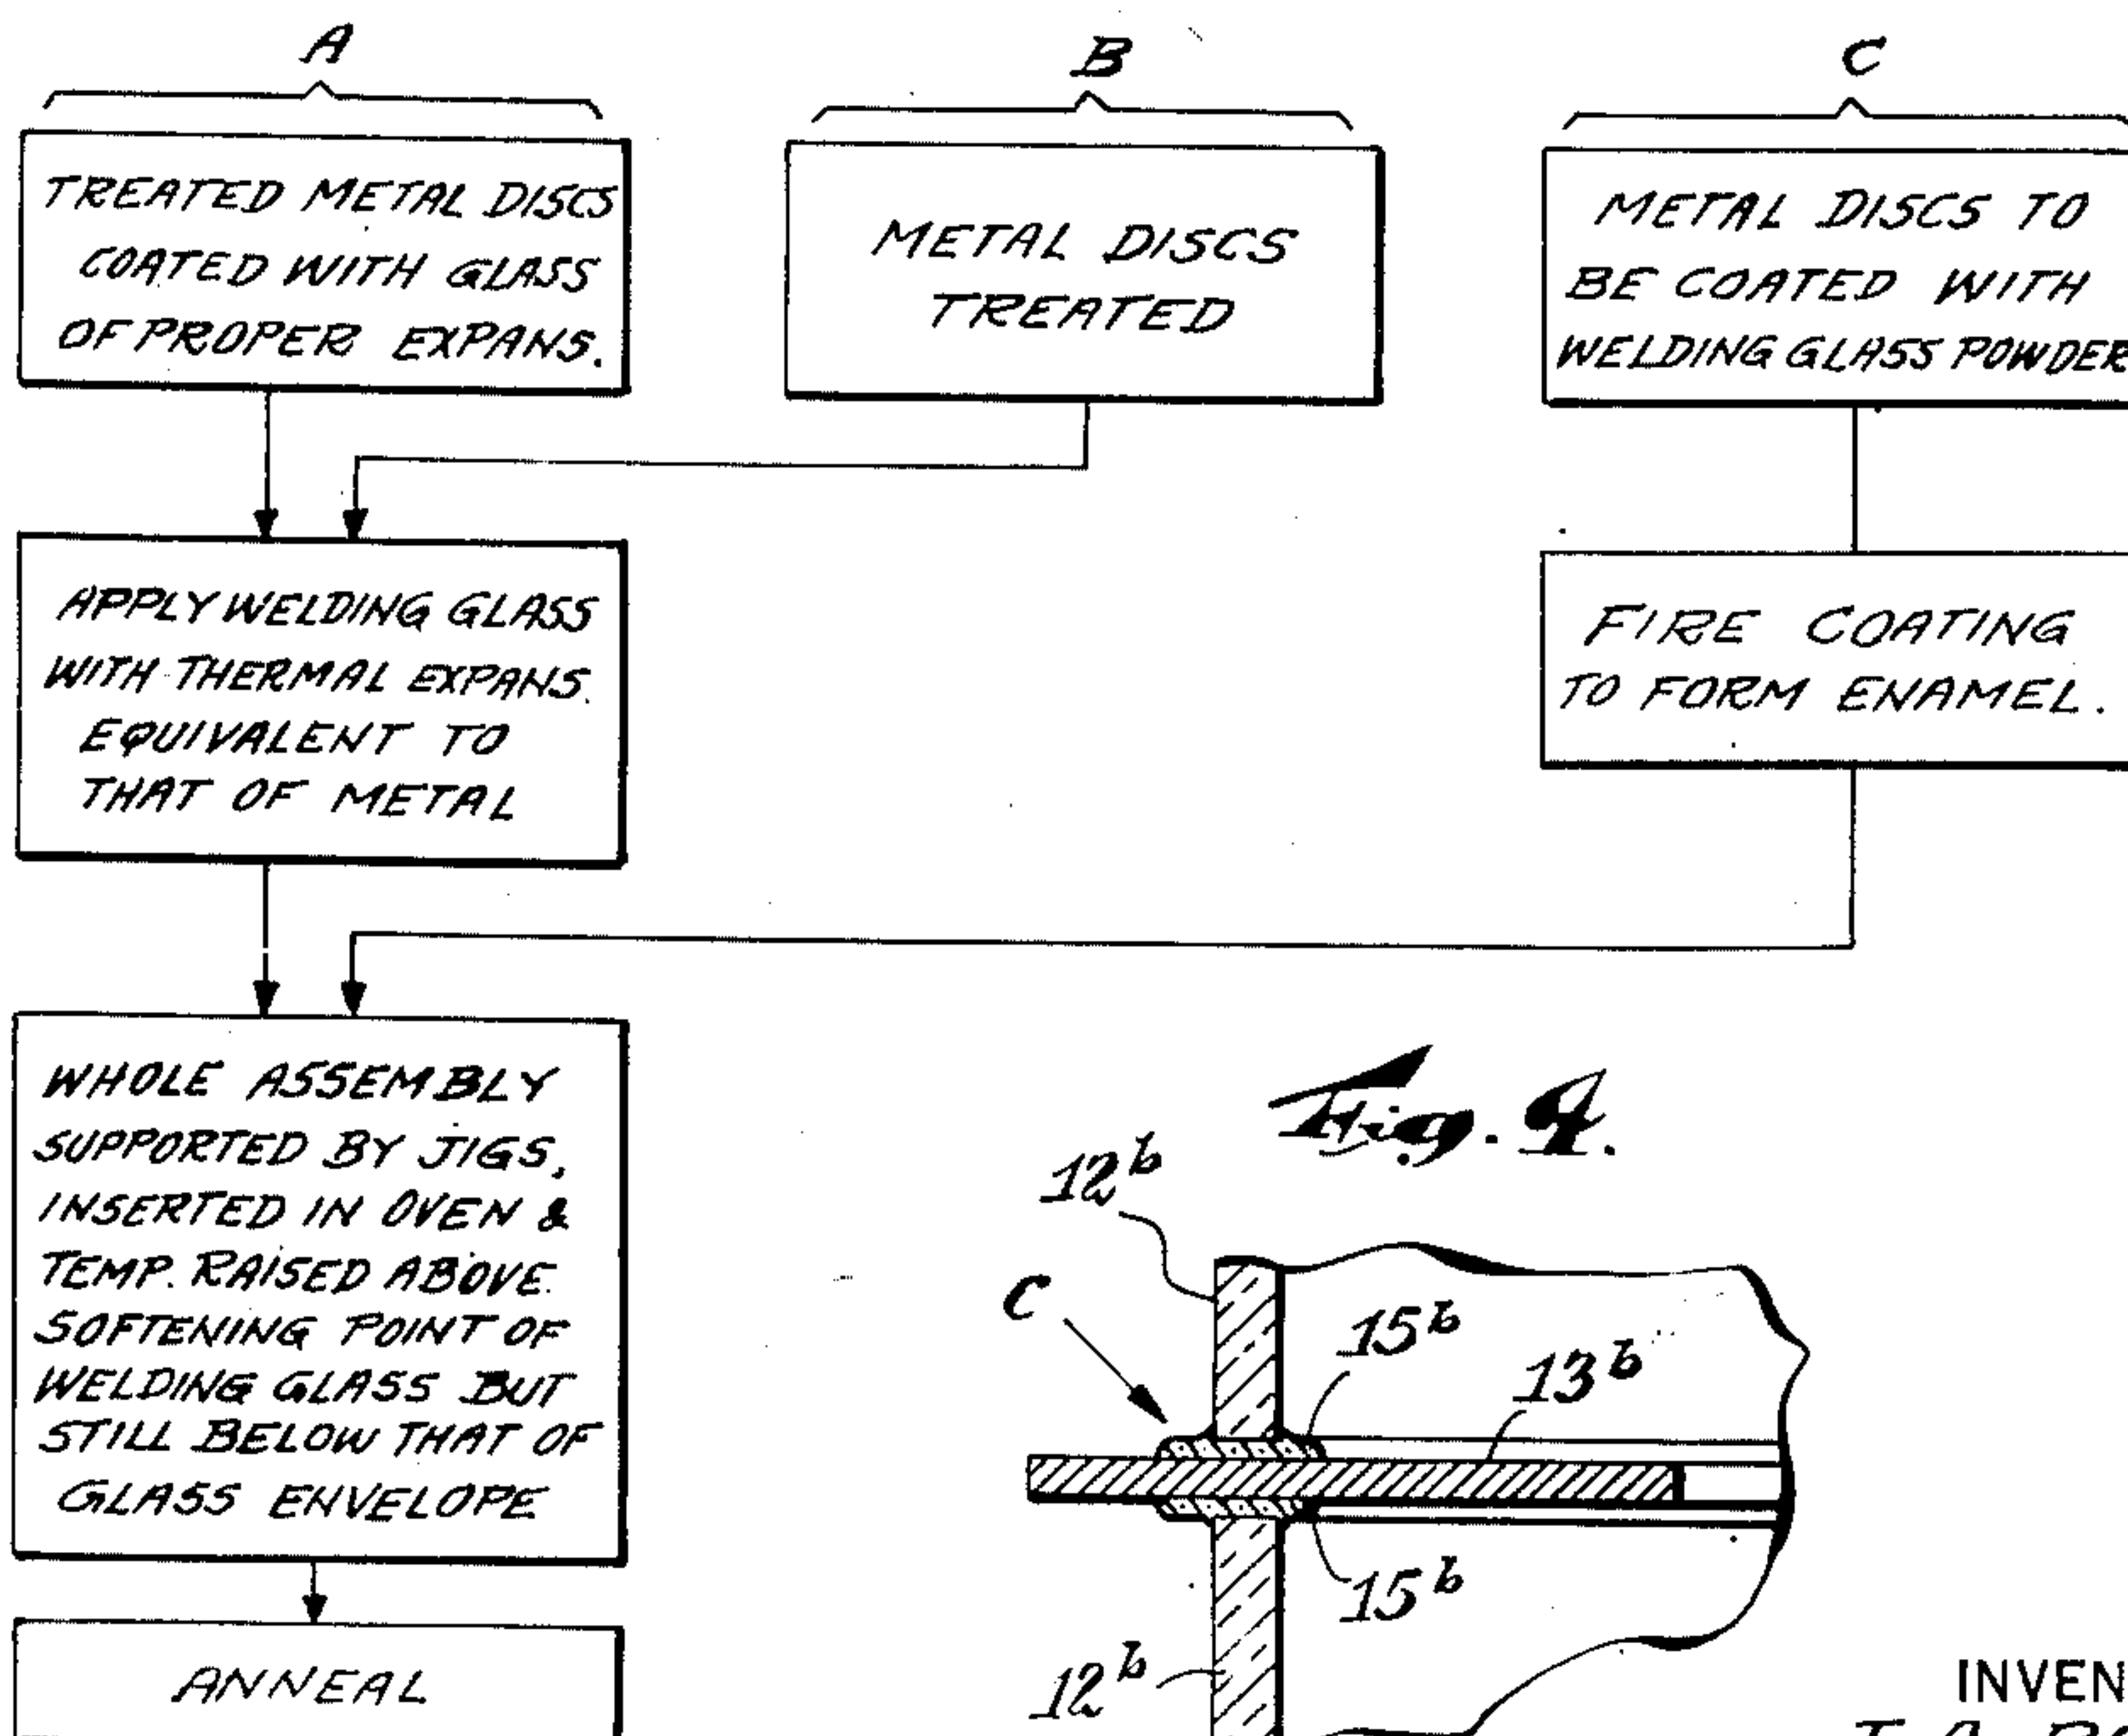 A
B
C
TREATED METAL DISCS
COATED WITH GLASS
OF PROPER EXPANS.
METAL DISCS
TREATED
METAL DISCS TO
BE COATED WITH
WELDING GLASS POWDER
APPLY WELDING GLASS
WITH THERMAL EXPANS.
EQUIVALENT TO
THAT OF METAL
FIRE COATING
TO FORM ENAMEL.
WHOLE ASSEMBLY
SUPPORTED BY JIGS,
INSERTED IN OVEN &
TEMP. RAISED ABOVE
SOFTENING POINT OF
WELDING GLASS BUT
STILL BELOW THAT OF
GLASS ENVELOPE
ANNEAL
Fig. 4.
12b
C
15b
13b
15b
12b
INVEN